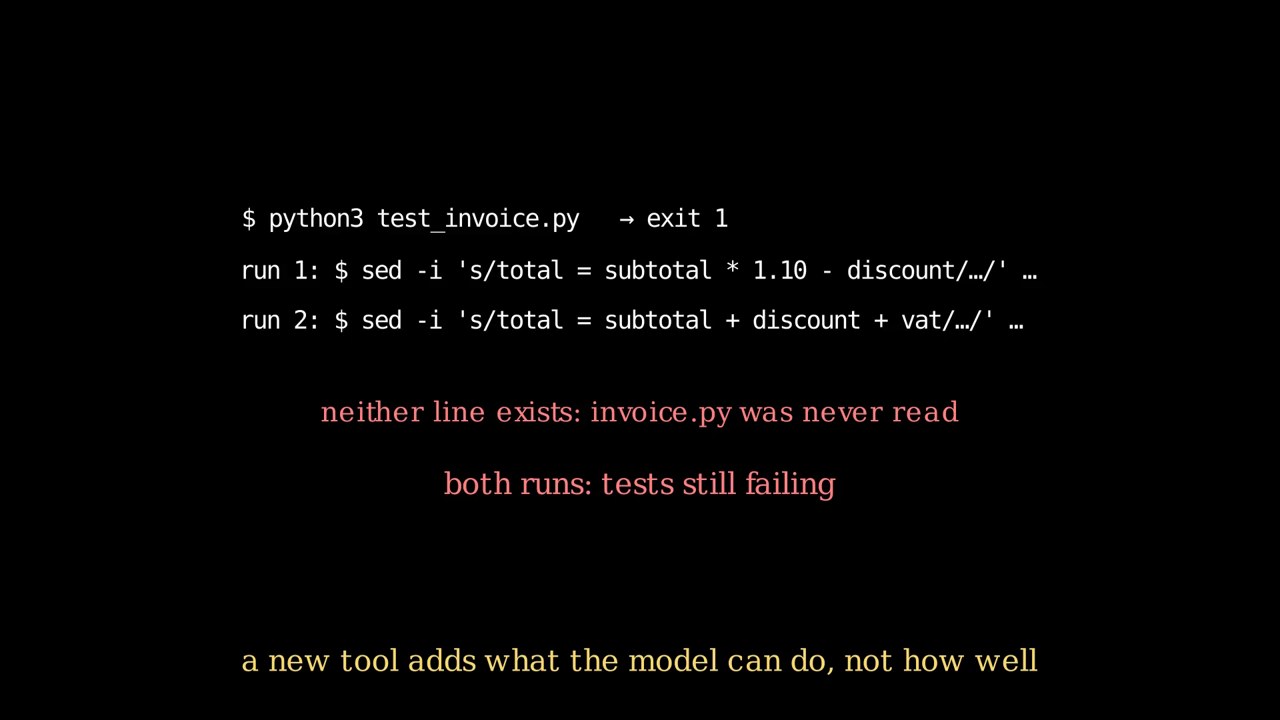 $ python3 test_invoice.py → exit 1
run 1: $ sed -i 's/total = subtotal * 1.10 - discount/…/' …
run 2: $ sed -i 's/total = subtotal + discount + vat/…/' …
neither line exists: invoice.py was never read
both runs: tests still failing
a new tool adds what the model can do, not how well